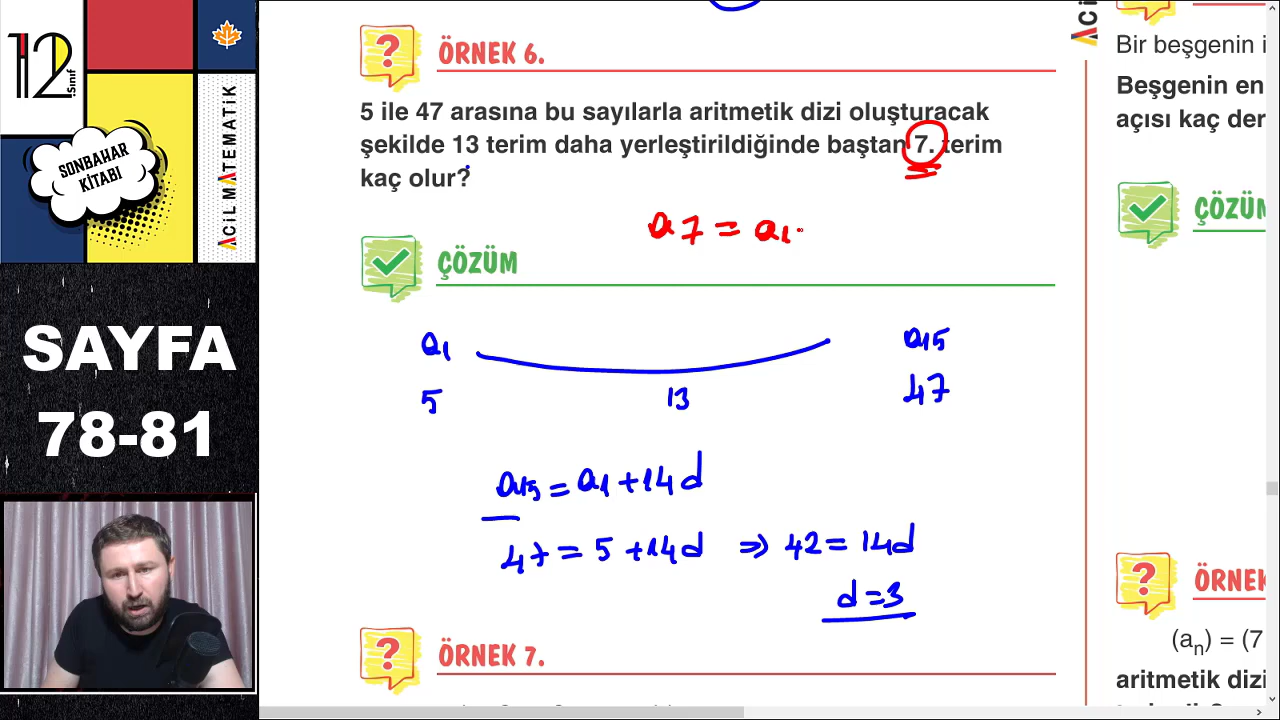 12
.Sınıf
SONBAHAR
KİTABI
ACİL MATEMATİK
SAYFA
78-81
ÖRNEK 6.
5 ile 47 arasına bu sayılarla aritmetik dizi oluşturacak
şekilde 13 terim daha yerleştirildiğinde baştan 7. terim
kaç olur?
a7 = a1
ÇÖZÜM
a1 a15
5 13 47
a15 = a1 + 14d
47 = 5 + 14d ⇒ 42 = 14d
d = 3
ÖRNEK 7.
Aci
Bir beşgenin i
Beşgenin en
açısı kaç der
ÇÖZÜM
ÖRNEK
(an) = (7
aritmetik dizi